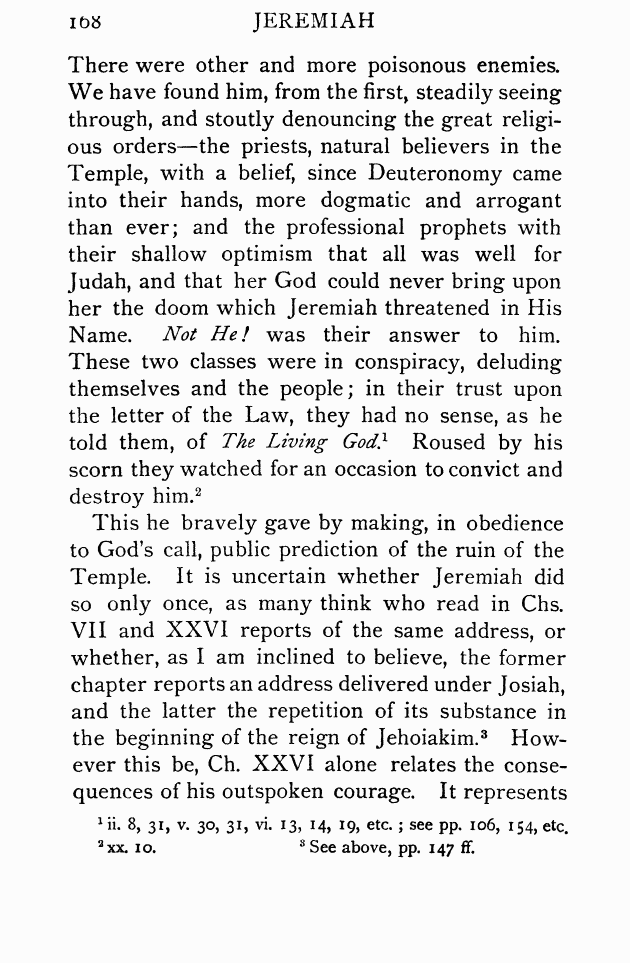 168 JEREMIAH
There were other and more poisonous enemies.
We have found him, from the first, steadily seeing
through, and stoutly denouncing the great religi-
ous orders—the priests, natural believers in the
Temple, with a belief, since Deuteronomy came
into their hands, more dogmatic and arrogant
than ever; and the professional prophets with
their shallow optimism that all was well for
Judah, and that her God could never bring upon
her the doom which Jeremiah threatened in His
Name. Not He! was their answer to him.
These two classes were in conspiracy, deluding
themselves and the people; in their trust upon
the letter of the Law, they had no sense, as he
told them, of The Living God.¹ Roused by his
scorn they watched for an occasion to convict and
destroy him.²
This he bravely gave by making, in obedience
to God's call, public prediction of the ruin of the
Temple. It is uncertain whether Jeremiah did
so only once, as many think who read in Chs.
VII and XXVI reports of the same address, or
whether, as I am inclined to believe, the former
chapter reports an address delivered under Josiah,
and the latter the repetition of its substance in
the beginning of the reign of Jehoiakim.³ How-
ever this be, Ch. XXVI alone relates the conse-
quences of his outspoken courage. It represents
¹ ii. 8, 31, v. 30, 31, vi. 13, 14, 19, etc.; see pp. 106, 154, etc.
² xx. 10. ³ See above, pp. 147 ff.